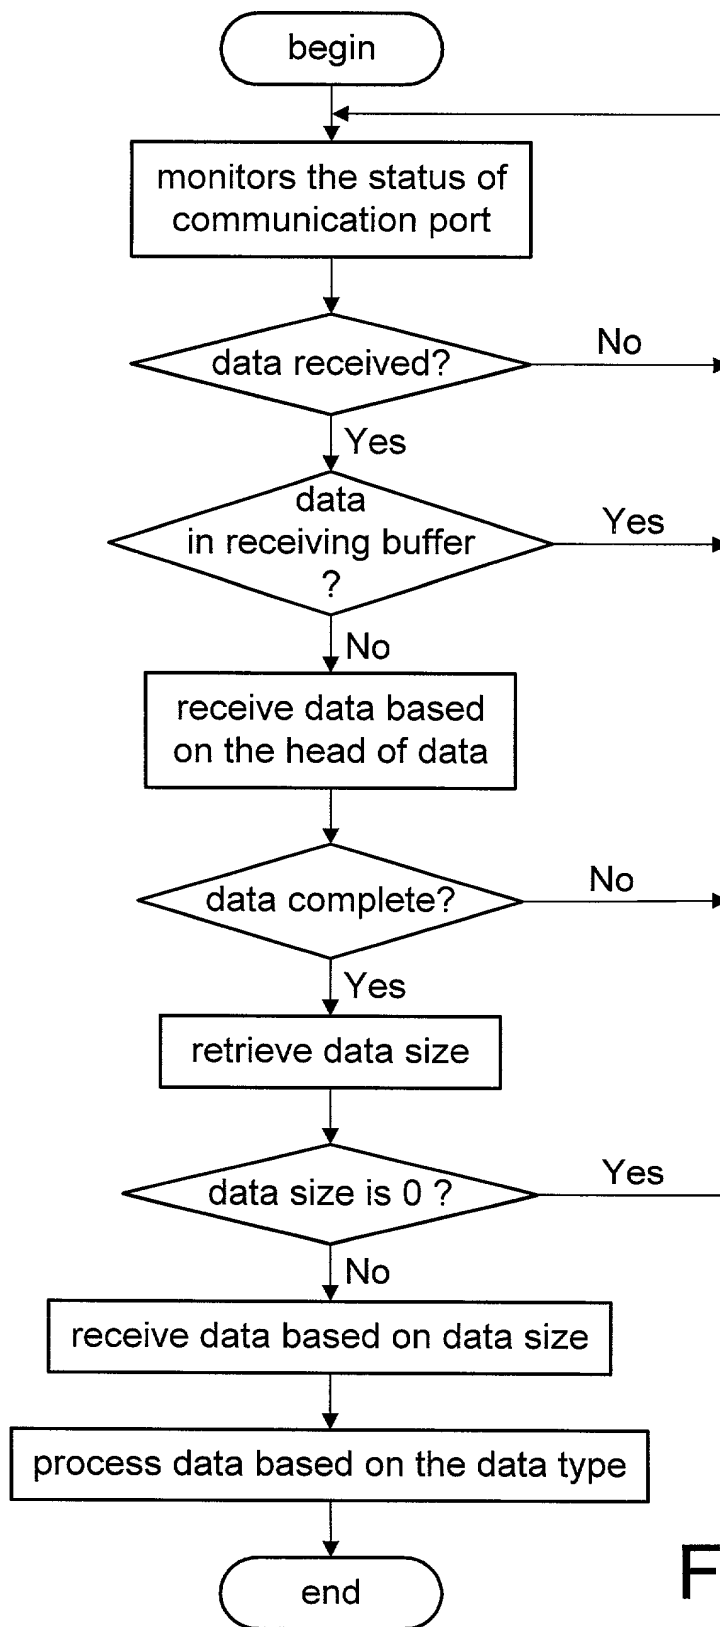 begin
monitors the status of
communication port
data received?
No
Yes
data
in receiving buffer
?
Yes
No
receive data based
on the head of data
data complete?
No
Yes
retrieve data size
data size is 0 ?
Yes
No
receive data based on data size
process data based on the data type
end
F